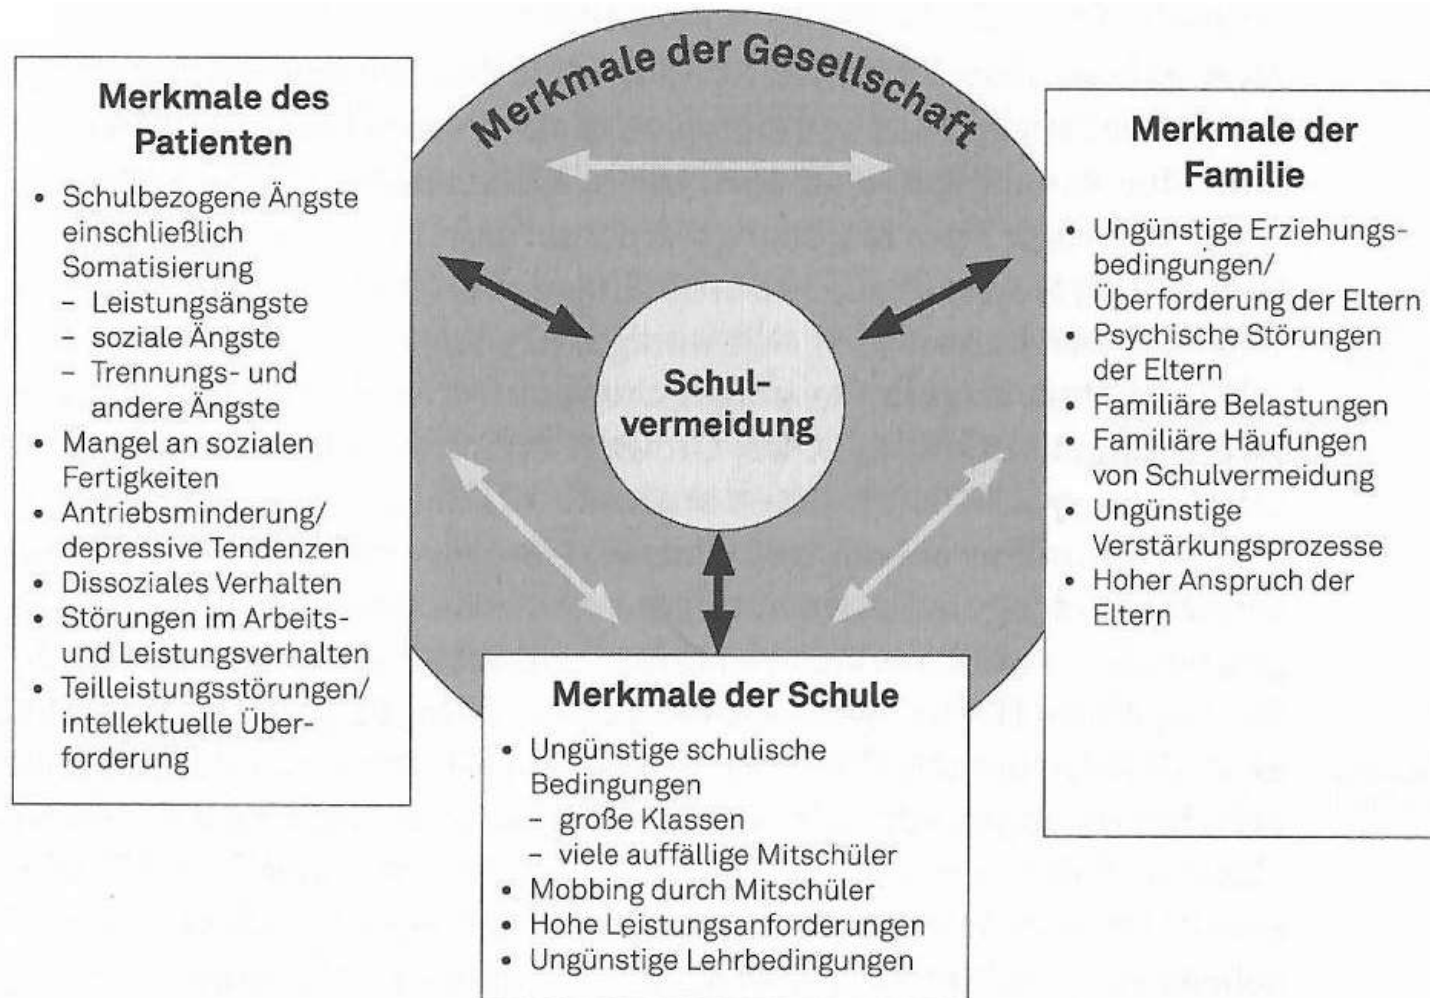 Merkmale der Gesellschaft
Merkmale des
Patienten
• Schulbezogene Ängste
einschließlich
Somatisierung
– Leistungsängste
– soziale Ängste
– Trennungs- und
andere Ängste
• Mangel an sozialen
Fertigkeiten
• Antriebsminderung/
depressive Tendenzen
• Dissoziales Verhalten
• Störungen im Arbeits-
und Leistungsverhalten
• Teilleistungsstörungen/
intellektuelle Über-
forderung
Schul-
vermeidung
Merkmale der
Familie
• Ungünstige Erziehungs-
bedingungen/
Überforderung der Eltern
• Psychische Störungen
der Eltern
• Familiäre Belastungen
• Familiäre Häufungen
von Schulvermeidung
• Ungünstige
Verstärkungsprozesse
• Hoher Anspruch der
Eltern
Merkmale der Schule
• Ungünstige schulische
Bedingungen
– große Klassen
– viele auffällige Mitschüler
• Mobbing durch Mitschüler
• Hohe Leistungsanforderungen
• Ungünstige Lehrbedingungen